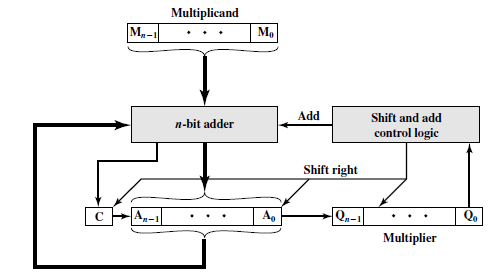 Multiplicand
Mn–1 · · · M0
n-bit adder
Add
Shift and add
control logic
Shift right
C
An–1 · · · A0
Qn–1 · · · Q0
Multiplier